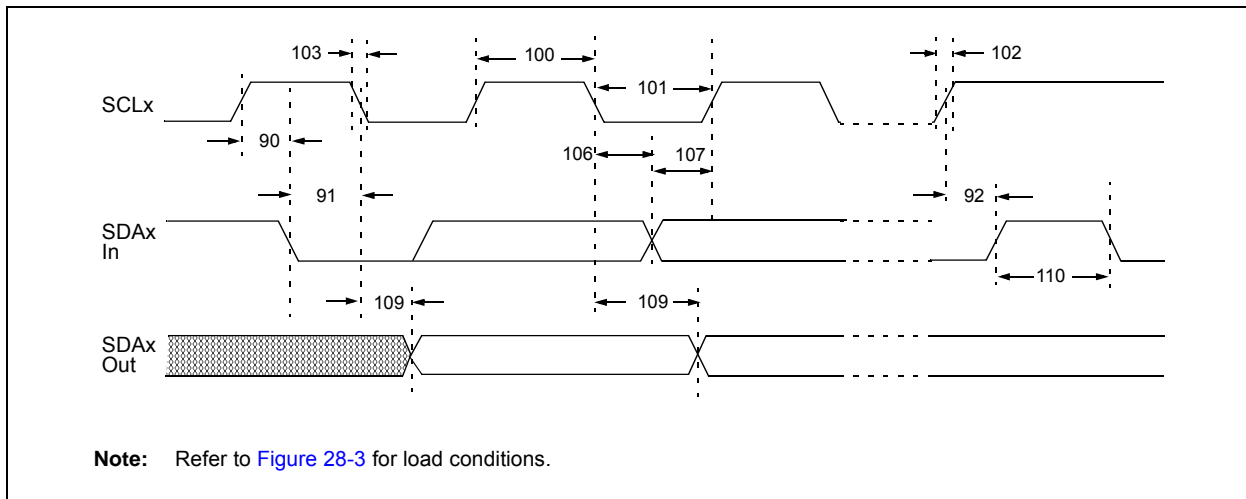 103
100
102
SCLx
101
90
106
107
91
92
SDAx
In
110
109
109
SDAx
Out
Note: Refer to Figure 28-3 for load conditions.